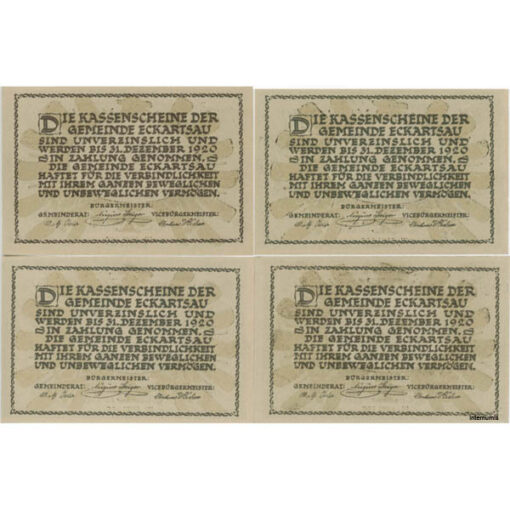 DIE KASSENSCHEINE DER
GEMEINDE ECKARTSAU
SIND UNVERZINSLICH UND
WERDEN BIS 31. DEZEMBER 1920
IN ZAHLUNG GENOMMEN.
DIE GEMEINDE ECKARTSAU
HAFTET FÜR DIE VERBINDLICHKEIT
MIT IHREM GANZEN BEWEGLICHEN
UND UNBEWEGLICHEN VERMÖGEN.
BÜRGERMEISTER:
GEMEINDERAT: VICEBÜRGERMEISTER:
DIE KASSENSCHEINE DER
GEMEINDE ECKARTSAU
SIND UNVERZINSLICH UND
WERDEN BIS 31. DEZEMBER 1920
IN ZAHLUNG GENOMMEN.
DIE GEMEINDE ECKARTSAU
HAFTET FÜR DIE VERBINDLICHKEIT
MIT IHREM GANZEN BEWEGLICHEN
UND UNBEWEGLICHEN VERMÖGEN.
BÜRGERMEISTER:
GEMEINDERAT: VICEBÜRGERMEISTER:
DIE KASSENSCHEINE DER
GEMEINDE ECKARTSAU
SIND UNVERZINSLICH UND
WERDEN BIS 31. DEZEMBER 1920
IN ZAHLUNG GENOMMEN.
DIE GEMEINDE ECKARTSAU
HAFTET FÜR DIE VERBINDLICHKEIT
MIT IHREM GANZEN BEWEGLICHEN
UND UNBEWEGLICHEN VERMÖGEN.
BÜRGERMEISTER:
GEMEINDERAT: VICEBÜRGERMEISTER:
DIE KASSENSCHEINE DER
GEMEINDE ECKARTSAU
SIND UNVERZINSLICH UND
WERDEN BIS 31. DEZEMBER 1920
IN ZAHLUNG GENOMMEN.
DIE GEMEINDE ECKARTSAU
HAFTET FÜR DIE VERBINDLICHKEIT
MIT IHREM GANZEN BEWEGLICHEN
UND UNBEWEGLICHEN VERMÖGEN.
BÜRGERMEISTER:
GEMEINDERAT: VICEBÜRGERMEISTER:
internumis